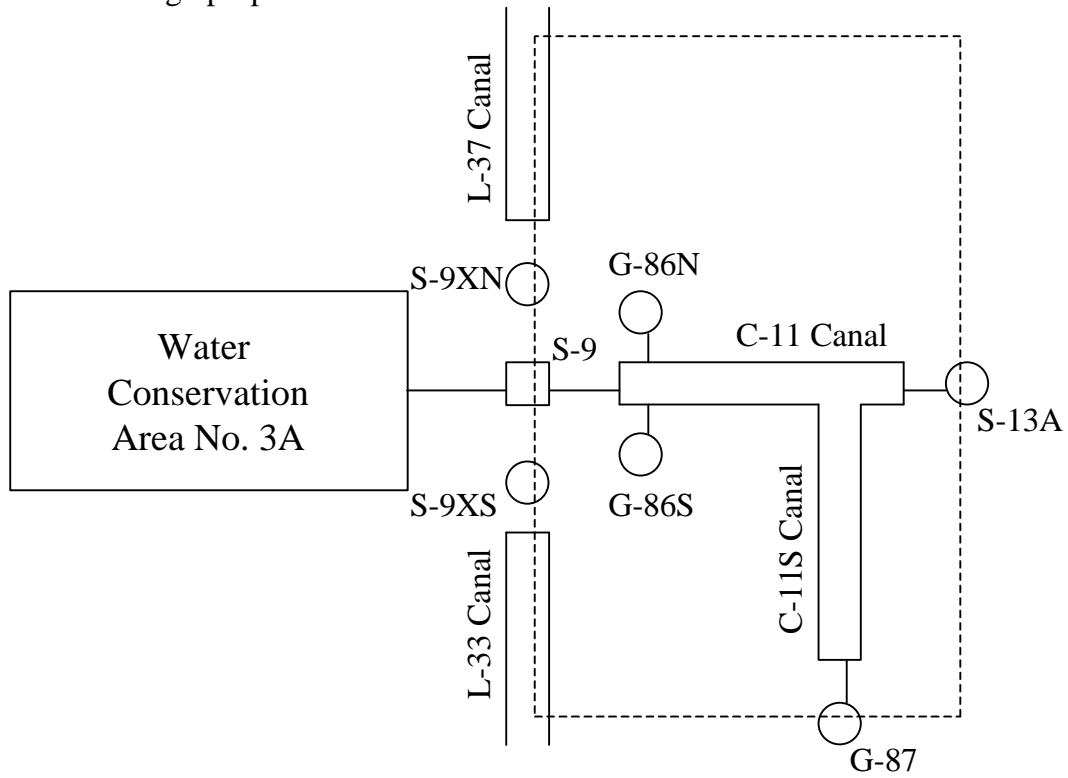 L-37 Canal
S-9XN
G-86N
Water
Conservation
Area No. 3A
S-9
C-11 Canal
S-13A
S-9XS
G-86S
C-11S Canal
L-33 Canal
G-87